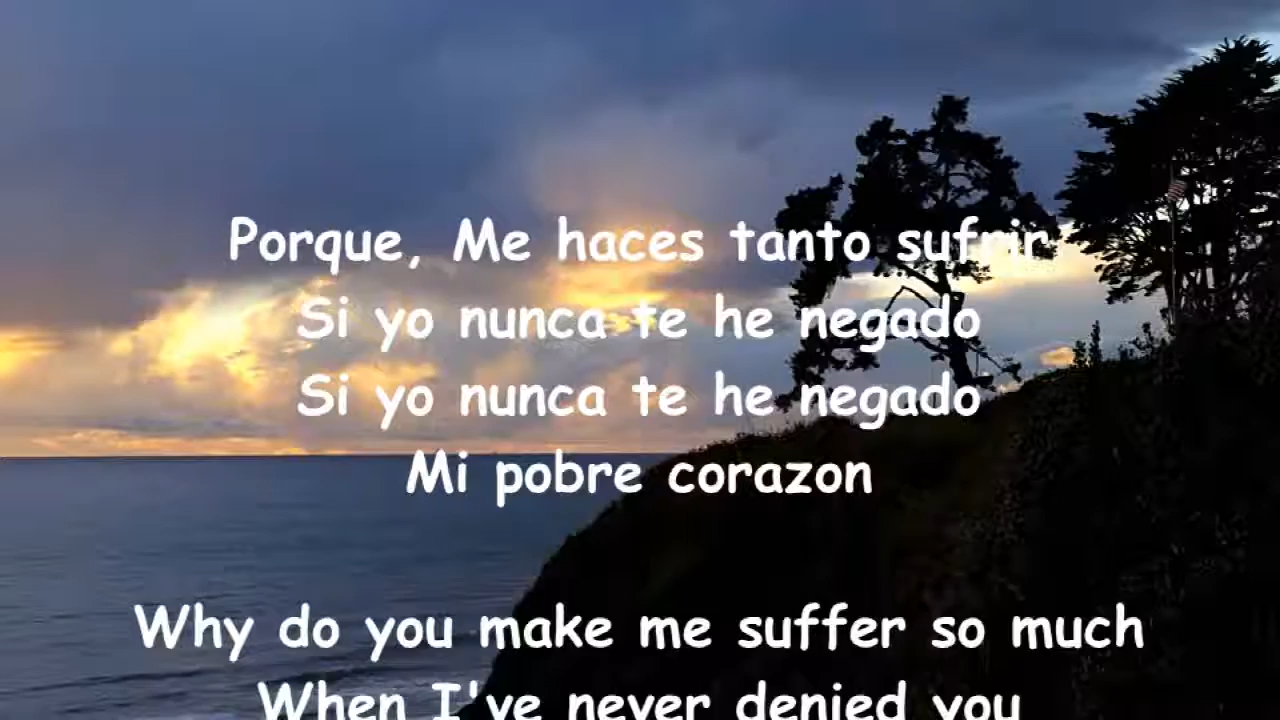 Porque, Me haces tanto sufrir
Si yo nunca te he negado
Si yo nunca te he negado
Mi pobre corazon
Why do you make me suffer so much
When I've never denied you